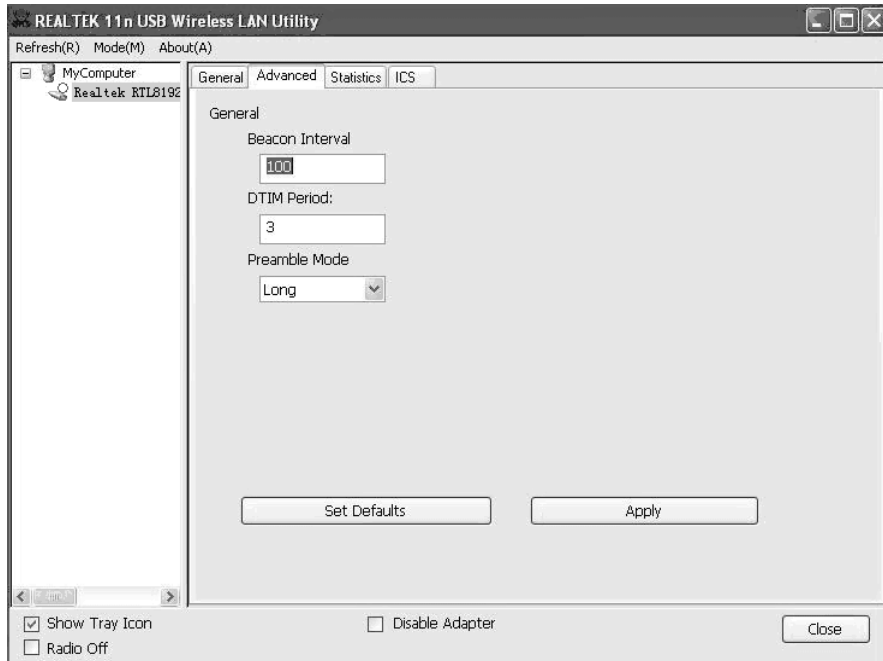 REALTEK 11n USB Wireless LAN Utility
Refresh(R) Mode(M) About(A)
MyComputer
Realtek RTL8192
General Advanced Statistics ICS
General
Beacon Interval
100
DTIM Period:
3
Preamble Mode
Long
Set Defaults Apply
Show Tray Icon Disable Adapter Close
Radio Off